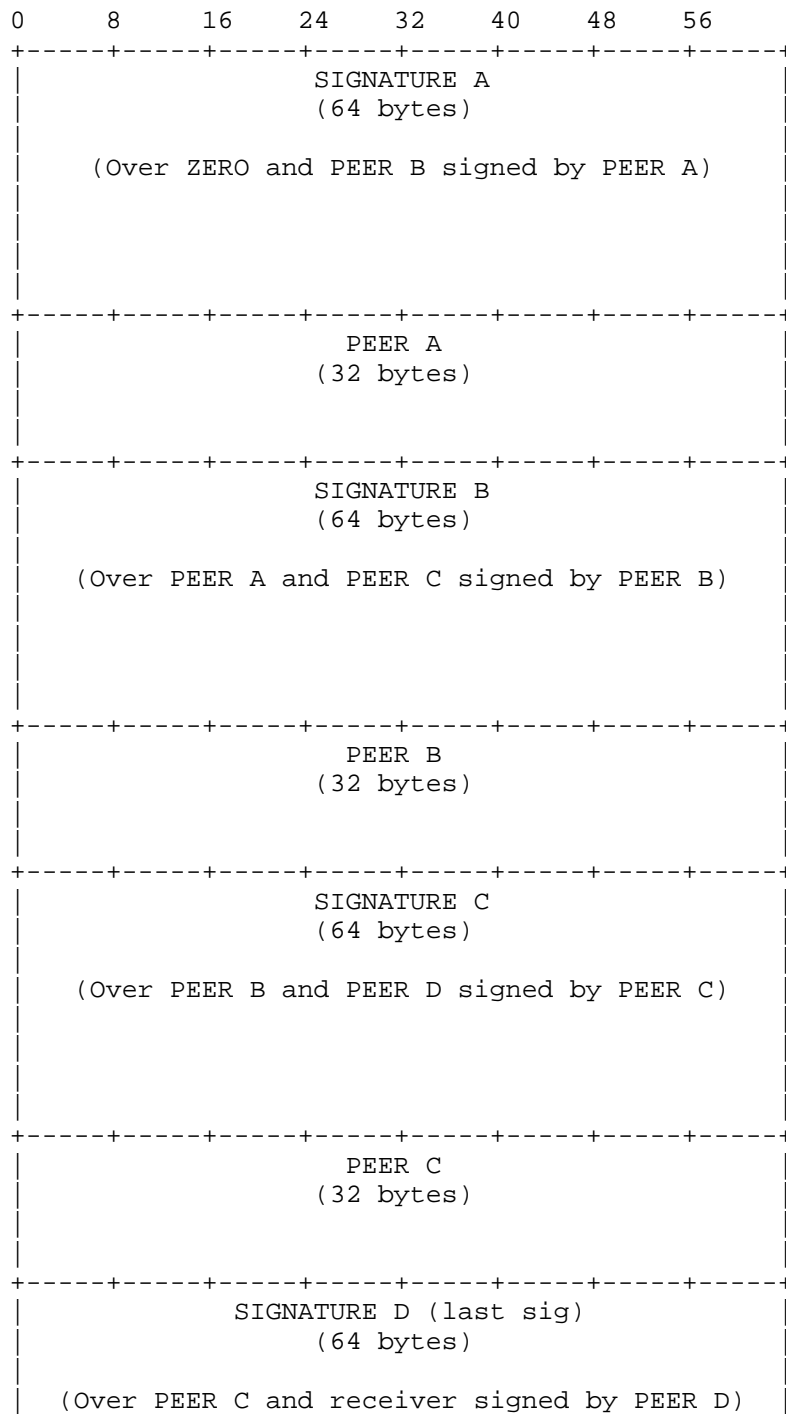 0 8 16 24 32 40 48 56
+-----+-----+-----+-----+-----+-----+-----+-----+
SIGNATURE A
(64 bytes)
(Over ZERO and PEER B signed by PEER A)
+-----+-----+-----+-----+-----+-----+-----+-----+
PEER A
(32 bytes)
+-----+-----+-----+-----+-----+-----+-----+-----+
SIGNATURE B
(64 bytes)
(Over PEER A and PEER C signed by PEER B)
+-----+-----+-----+-----+-----+-----+-----+-----+
PEER B
(32 bytes)
+-----+-----+-----+-----+-----+-----+-----+-----+
SIGNATURE C
(64 bytes)
(Over PEER B and PEER D signed by PEER C)
+-----+-----+-----+-----+-----+-----+-----+-----+
PEER C
(32 bytes)
+-----+-----+-----+-----+-----+-----+-----+-----+
SIGNATURE D (last sig)
(64 bytes)
(Over PEER C and receiver signed by PEER D)